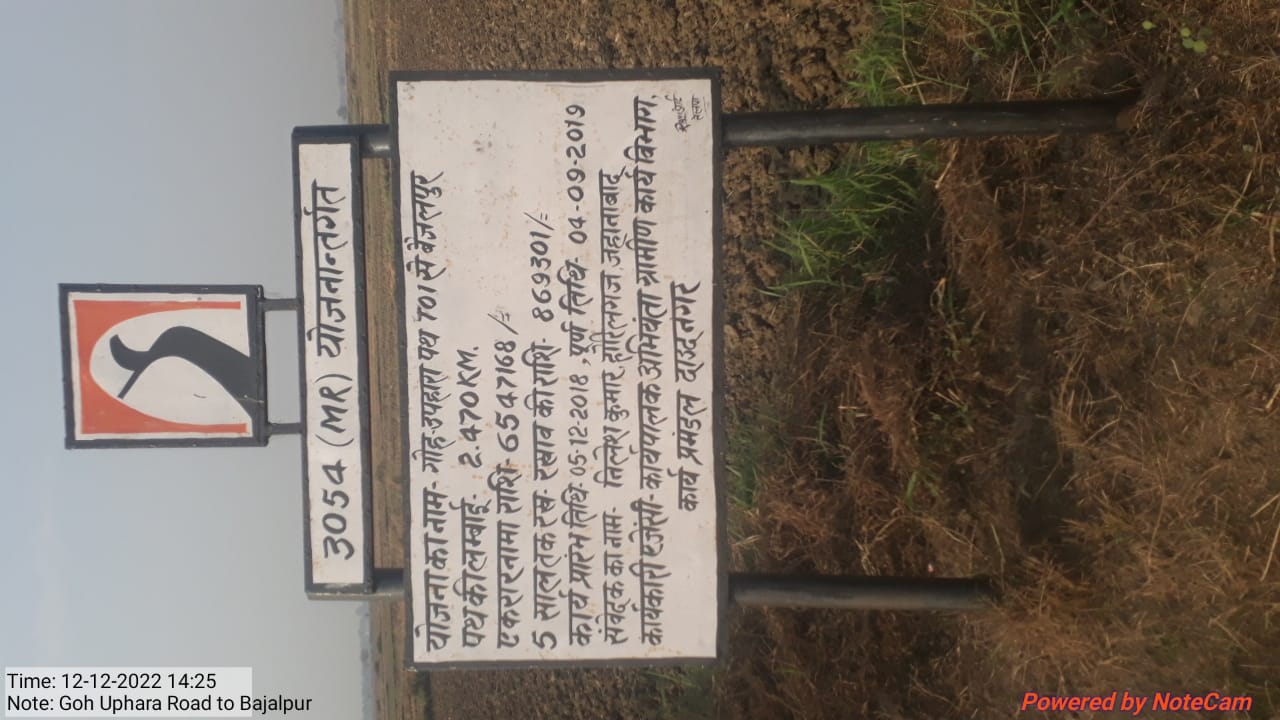 3054 (MR) योजनान्तर्गत
योजना का नाम - गोह-उपहारा पथ T01 से बैजलपुर
पथ की लम्बाई - 2.470KM.
एकरारनामा राशि - 6547168/=
5 साल तक रख रखाव की राशि - 869301/=
कार्य प्रारंभ तिथि- 05-12-2018, पूर्ण तिथि- 04-09-2019
संवेदक का नाम- कुमार, जहानाबाद
कार्यकारी एजेंसी- कार्यपालक अभियंता ग्रामीण कार्य विभाग,
कार्य प्रमंडल दाउदनगर
Time: 12-12-2022 14:25
Note: Goh Uphara Road to Bajalpur
Powered by NoteCam